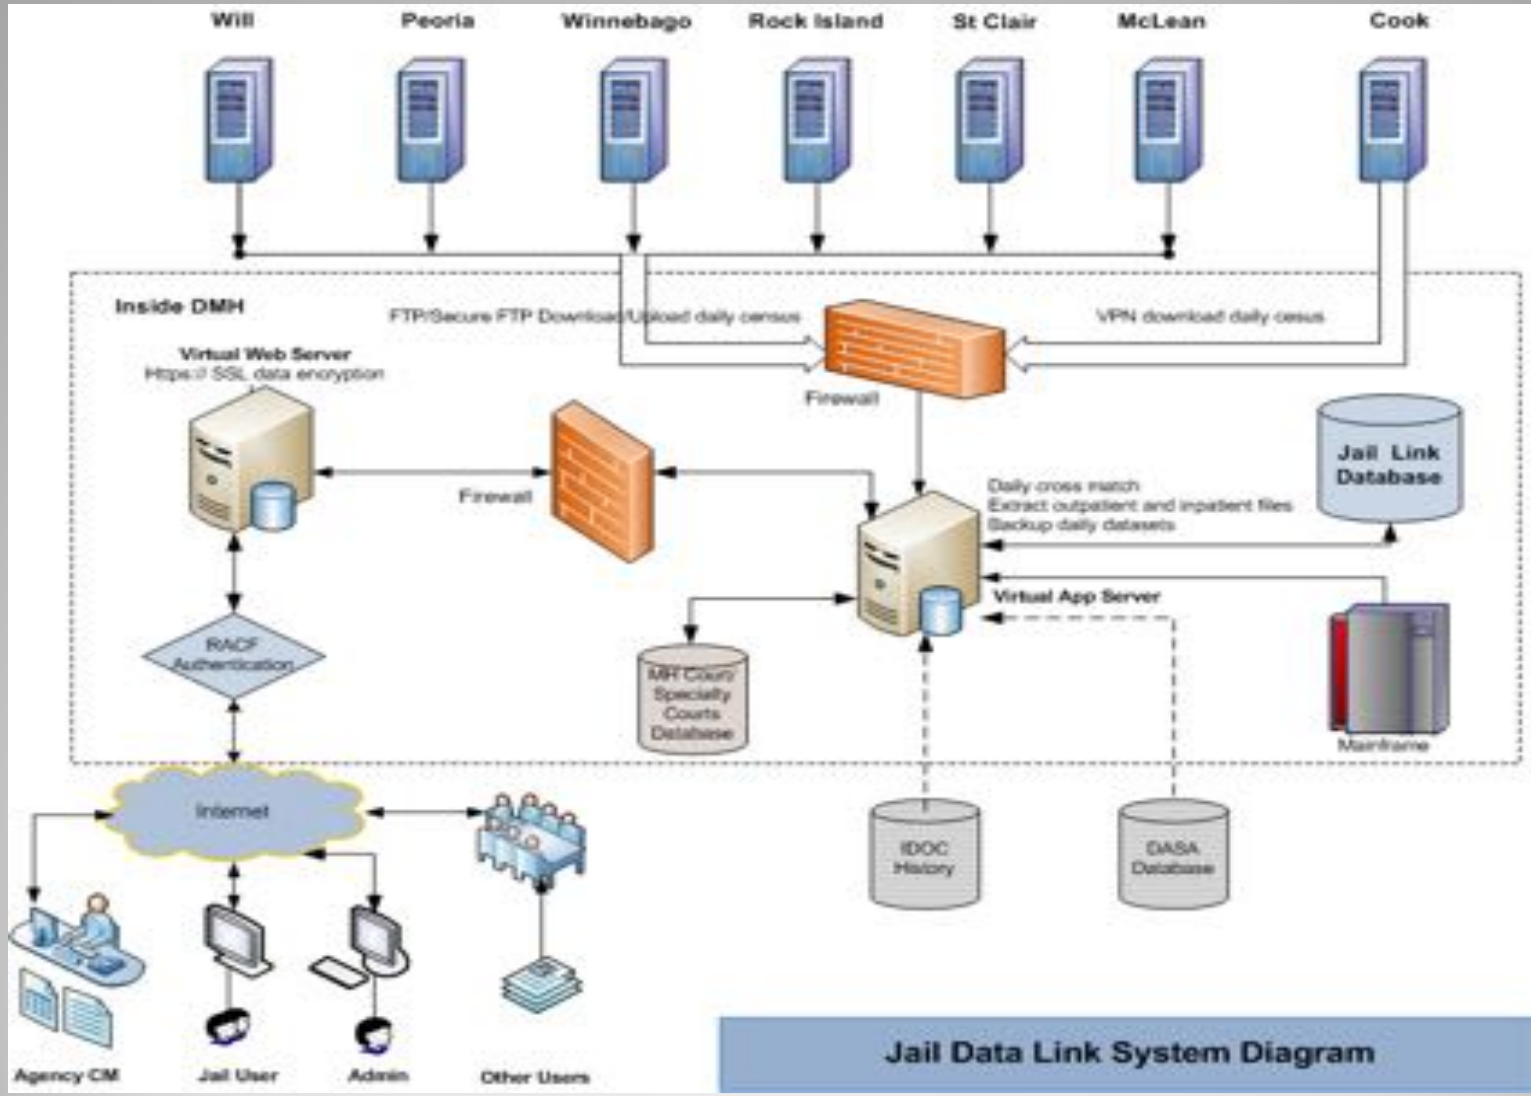 Will
Peoria
Winnebago
Rock Island
St Clair
McLean
Cook
Inside DMH
FTP/Secure FTP Download/Upload daily census
VPN download daily cesus
Virtual Web Server
Https:// SSL data encryption
Firewall
Firewall
Jail Link
Database
Daily cross match
Extract outpatient and inpatient files
Backup daily datasets
Virtual App Server
RACF
Authentication
MH Court/
Specialty
Courts
Database
Mainframe
Internet
IDOC
History
DASA
Database
Agency CM
Jail User
Admin
Other Users
Jail Data Link System Diagram